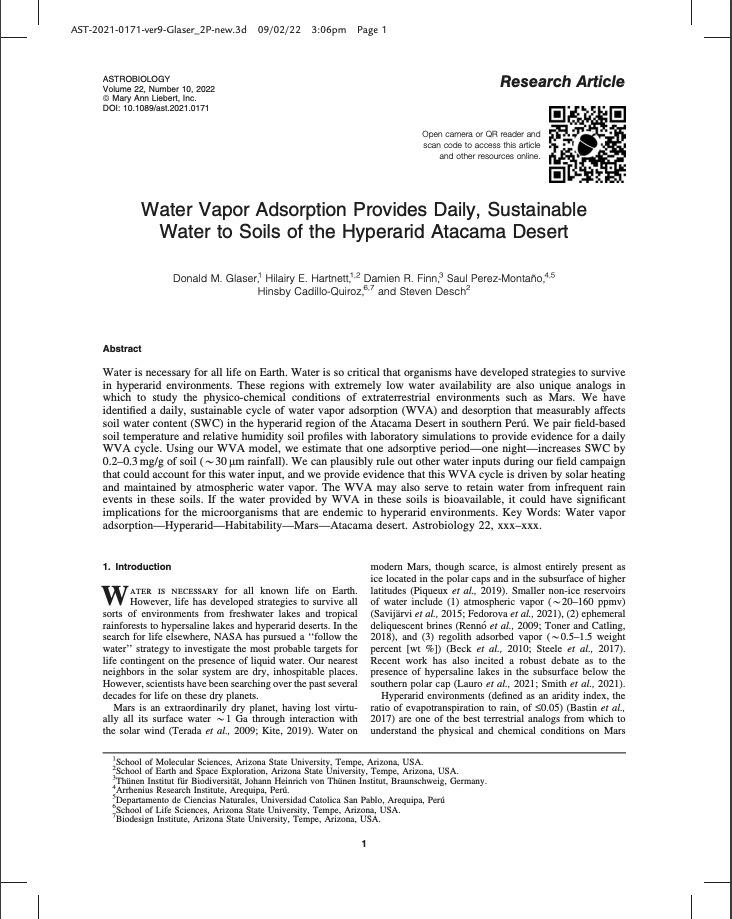 AST-2021-0171-ver9-Glaser_2P-new.3d 09/02/22 3:06pm Page 1
ASTROBIOLOGY
Volume 22, Number 10, 2022
© Mary Ann Liebert, Inc.
DOI: 10.1089/ast.2021.0171
Research Article
Open camera or QR reader and
scan code to access this article
and other resources online.
Water Vapor Adsorption Provides Daily, Sustainable
Water to Soils of the Hyperarid Atacama Desert
Donald M. Glaser,1 Hilairy E. Hartnett,1,2 Damien R. Finn,3 Saul Perez-Montaño,4,5
Hinsby Cadillo-Quiroz,6,7 and Steven Desch2
Abstract
Water is necessary for all life on Earth. Water is so critical that organisms have developed strategies to survive
in hyperarid environments. These regions with extremely low water availability are also unique analogs in
which to study the physico-chemical conditions of extraterrestrial environments such as Mars. We have
identified a daily, sustainable cycle of water vapor adsorption (WVA) and desorption that measurably affects
soil water content (SWC) in the hyperarid region of the Atacama Desert in southern Perú. We pair field-based
soil temperature and relative humidity soil profiles with laboratory simulations to provide evidence for a daily
WVA cycle. Using our WVA model, we estimate that one adsorptive period—one night—increases SWC by
0.2–0.3 mg/g of soil (~30 μm rainfall). We can plausibly rule out other water inputs during our field campaign
that could account for this water input, and we provide evidence that this WVA cycle is driven by solar heating
and maintained by atmospheric water vapor. The WVA may also serve to retain water from infrequent rain
events in these soils. If the water provided by WVA in these soils is bioavailable, it could have significant
implications for the microorganisms that are endemic to hyperarid environments. Key Words: Water vapor
adsorption—Hyperarid—Habitability—Mars—Atacama desert. Astrobiology 22, xxx–xxx.
1. Introduction
Water is necessary for all known life on Earth.
However, life has developed strategies to survive all
sorts of environments from freshwater lakes and tropical
rainforests to hypersaline lakes and hyperarid deserts. In the
search for life elsewhere, NASA has pursued a ‘‘follow the
water’’ strategy to investigate the most probable targets for
life contingent on the presence of liquid water. Our nearest
neighbors in the solar system are dry, inhospitable places.
However, scientists have been searching over the past several
decades for life on these dry planets.
Mars is an extraordinarily dry planet, having lost virtu-
ally all its surface water ~1 Ga through interaction with
the solar wind (Terada et al., 2009; Kite, 2019). Water on
modern Mars, though scarce, is almost entirely present as
ice located in the polar caps and in the subsurface of higher
latitudes (Piqueux et al., 2019). Smaller non-ice reservoirs
of water include (1) atmospheric vapor (~20–160 ppmv)
(Savijärvi et al., 2015; Fedorova et al., 2021), (2) ephemeral
deliquescent brines (Rennó et al., 2009; Toner and Catling,
2018), and (3) regolith adsorbed vapor (~0.5–1.5 weight
percent [wt %]) (Beck et al., 2010; Steele et al., 2017).
Recent work has also incited a robust debate as to the
presence of hypersaline lakes in the subsurface below the
southern polar cap (Lauro et al., 2021; Smith et al., 2021).
Hyperarid environments (defined as an aridity index, the
ratio of evapotranspiration to rain, of ≤0.05) (Bastin et al.,
2017) are one of the best terrestrial analogs from which to
understand the physical and chemical conditions on Mars
1School of Molecular Sciences, Arizona State University, Tempe, Arizona, USA.
2School of Earth and Space Exploration, Arizona State University, Tempe, Arizona, USA.
3Thünen Institut für Biodiversität, Johann Heinrich von Thünen Institut, Braunschweig, Germany.
4Arrhenius Research Institute, Arequipa, Perú.
5Departamento de Ciencias Naturales, Universidad Catolica San Pablo, Arequipa, Perú
6School of Life Sciences, Arizona State University, Tempe, Arizona, USA.
7Biodesign Institute, Arizona State University, Tempe, Arizona, USA.
1